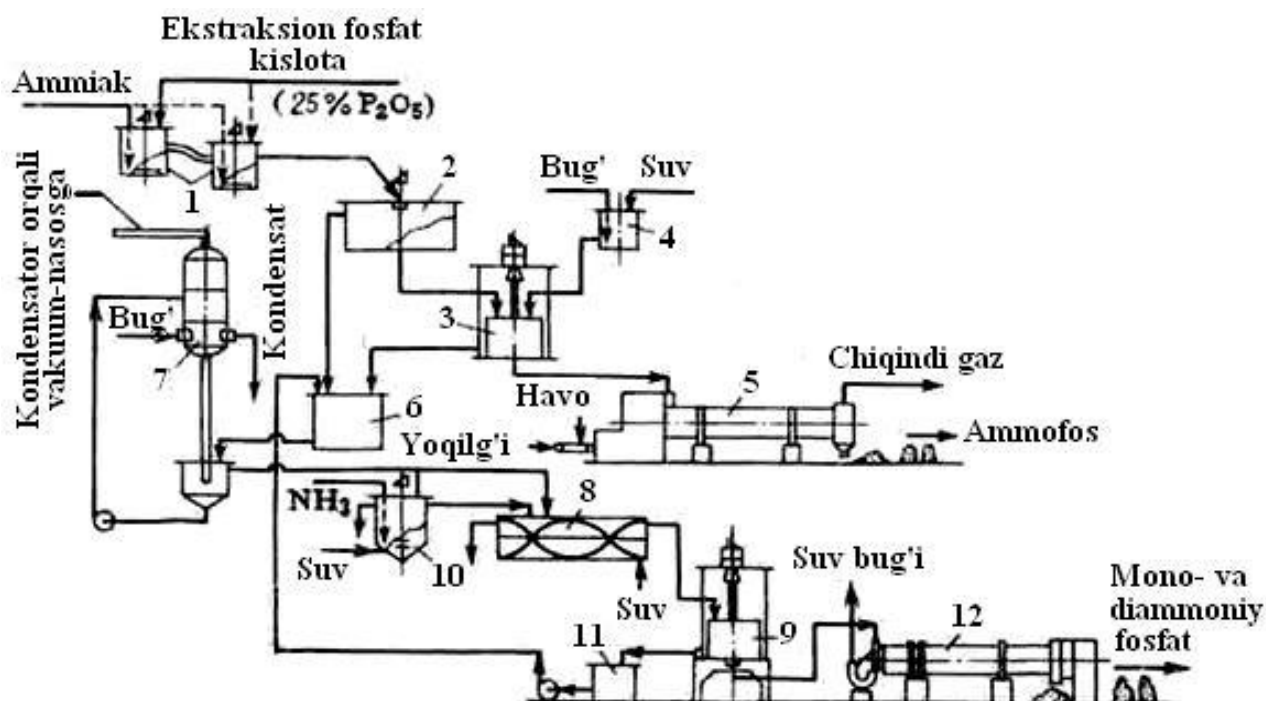 Ekstraksion fosfat
kislota
Ammiak
(25% P₂O₅)
Kondensator orqali
vakuum-nasosga
1
Kondensat
2
Bug'
Suv
4
3
Bug'
7
6
Havo
Yoqilg'i
5
Chiqindi gaz
Ammofos
NH₃
8
Suv
10
Suv
11
9
Suv bug'i
12
Mono- va
diammoniy
fosfat